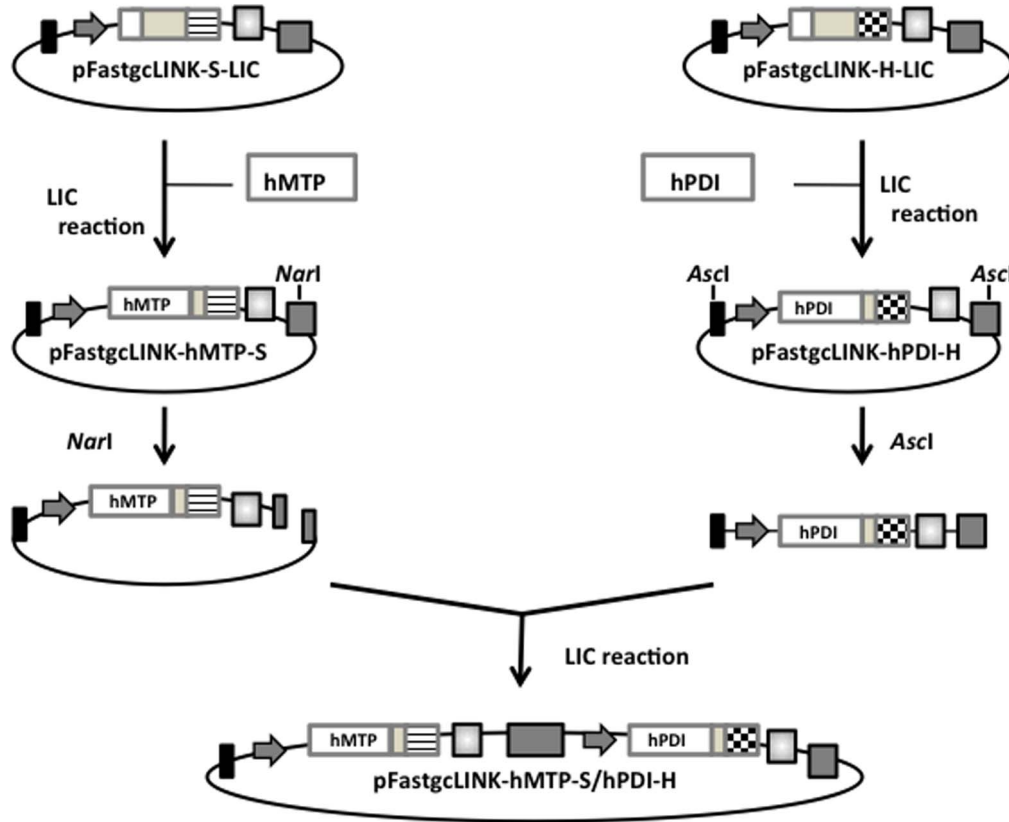 pFastgcLINK-S-LIC
pFastgcLINK-H-LIC
hMTP
hPDI
LIC
reaction
LIC
reaction
NarI
AscI
AscI
hMTP
hPDI
pFastgcLINK-hMTP-S
pFastgcLINK-hPDI-H
NarI
AscI
hMTP
hPDI
LIC reaction
hMTP
hPDI
pFastgcLINK-hMTP-S/hPDI-H